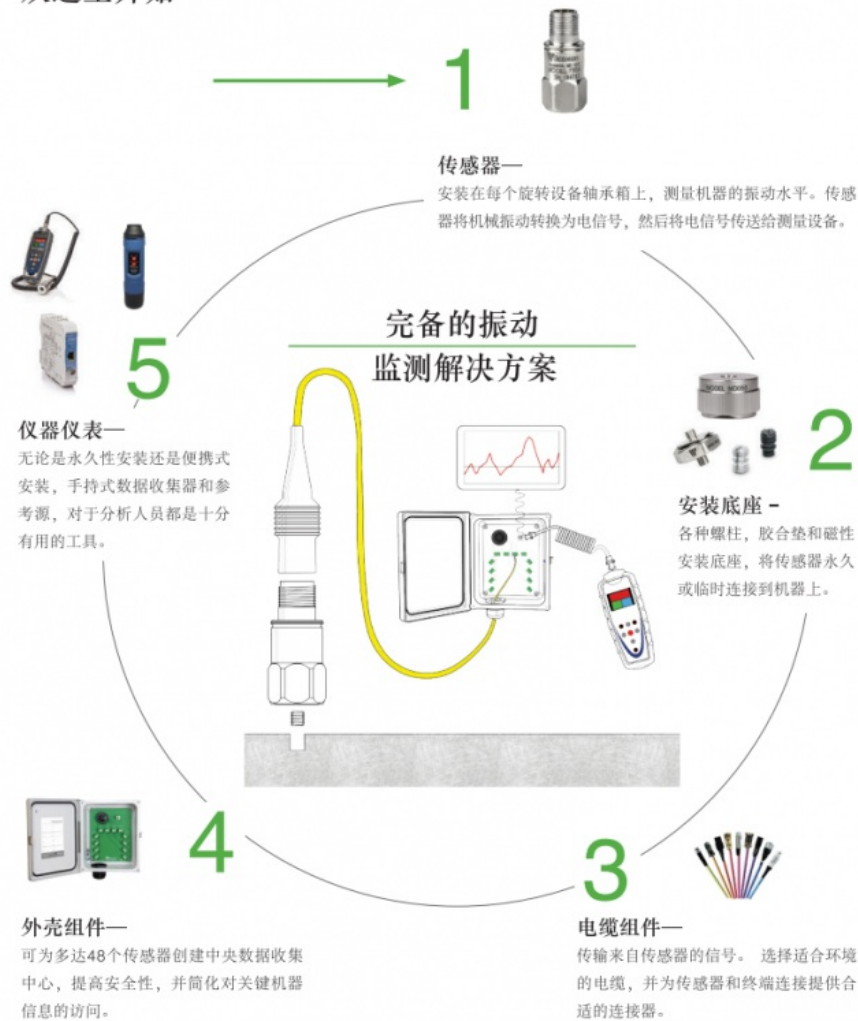 1
传感器—
安装在每个旋转设备轴承箱上，测量机器的振动水平。传感
器将机械振动转换为电信号，然后将电信号传送给测量设备。
完备的振动
监测解决方案
2
安装底座 –
各种螺柱，胶合垫和磁性
安装底座，将传感器永久
或临时连接到机器上。
3
电缆组件—
传输来自传感器的信号。 选择适合环境
的电缆，并为传感器和终端连接提供合
适的连接器。
4
外壳组件—
可为多达48个传感器创建中央数据收集
中心，提高安全性，并简化对关键机器
信息的访问。
5
仪器仪表—
无论是永久性安装还是便携式
安装，手持式数据收集器和参
考源，对于分析人员都是十分
有用的工具。